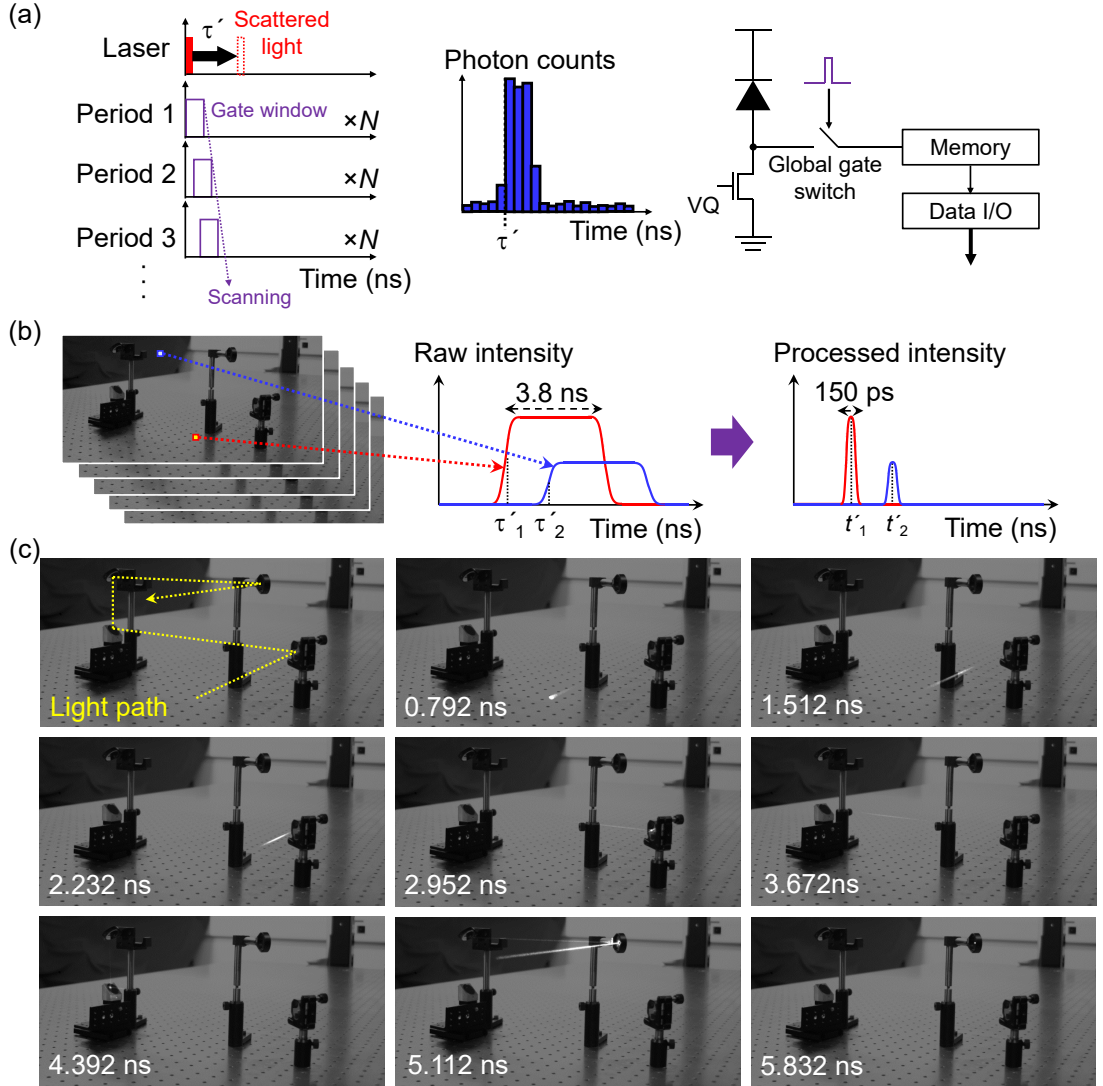 (a)
Laser
τ´
Scattered
light
Period 1
Gate window
×N
Period 2
×N
Period 3
×N
Time (ns)
Scanning
Photon counts
τ´
Time (ns)
VQ
Global gate
switch
Memory
Data I/O
(b)
Raw intensity
3.8 ns
τ´1 τ´2 Time (ns)
Processed intensity
150 ps
t´1 t´2 Time (ns)
(c)
Light path
0.792 ns
1.512 ns
2.232 ns
2.952 ns
3.672ns
4.392 ns
5.112 ns
5.832 ns